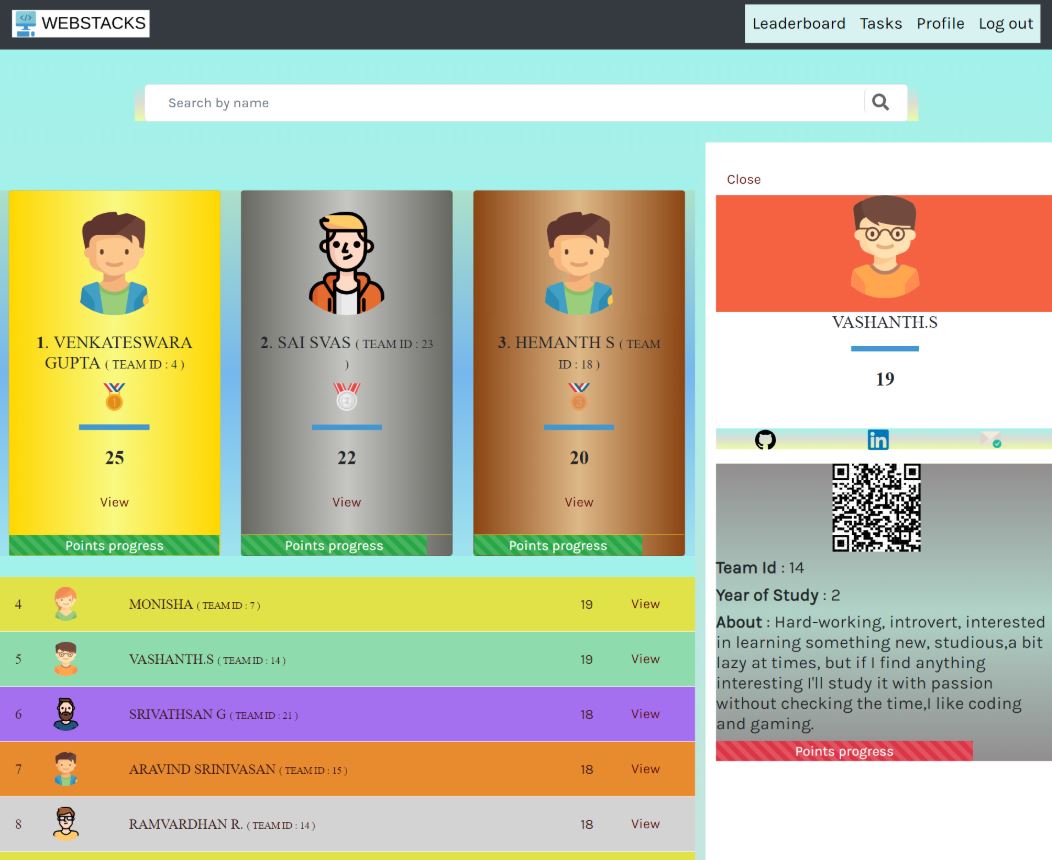 WEBSTACKS
Leaderboard Tasks Profile Log out
Search by name
1. VENKATESWARA
GUPTA ( TEAM ID : 4 )
25
View
Points progress
2. SAI SVAS ( TEAM ID : 23
)
22
View
Points progress
3. HEMANTH S ( TEAM
ID : 18 )
20
View
Points progress
4 MONISHA ( TEAM ID : 7 ) 19 View
5 VASHANTH.S ( TEAM ID : 14 ) 19 View
6 SRIVATHSAN G ( TEAM ID : 21 ) 18 View
7 ARAVIND SRINIVASAN ( TEAM ID : 15 ) 18 View
8 RAMVARDHAN R. ( TEAM ID : 14 ) 18 View
Close
VASHANTH.S
19
in
Team Id : 14
Year of Study : 2
About : Hard-working, introvert, interested
in learning something new, studious,a bit
lazy at times, but if I find anything
interesting I'll study it with passion
without checking the time,I like coding
and gaming.
Points progress